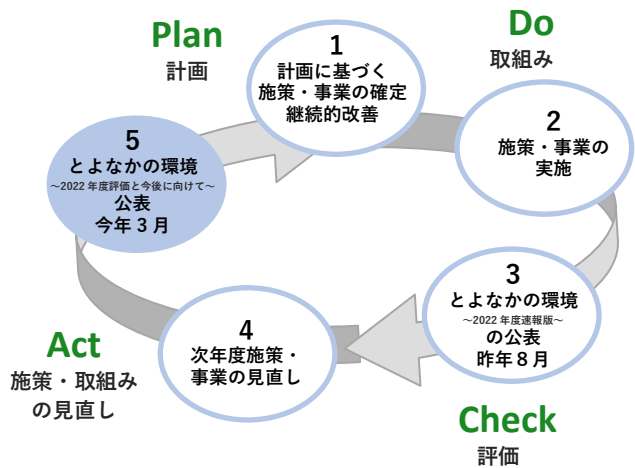 Plan
計画
1
計画に基づく
施策・事業の確定
継続的改善
Do
取組み
2
施策・事業の
実施
3
とよなかの環境
～2022年度速報版～
の公表
昨年８月
Check
評価
4
次年度施策・
事業の見直し
Act
施策・取組み
の見直し
5
とよなかの環境
～2022年度評価と今後に向けて～
公表
今年３月